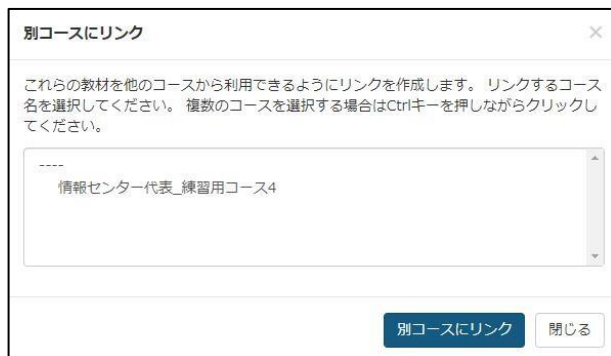 別コースにリンク
×
これらの教材を他のコースから利用できるようにリンクを作成します。 リンクするコース
名を選択してください。 複数のコースを選択する場合はCtrlキーを押しながらクリックし
てください。
----
情報センター代表_練習用コース4
別コースにリンク 閉じる